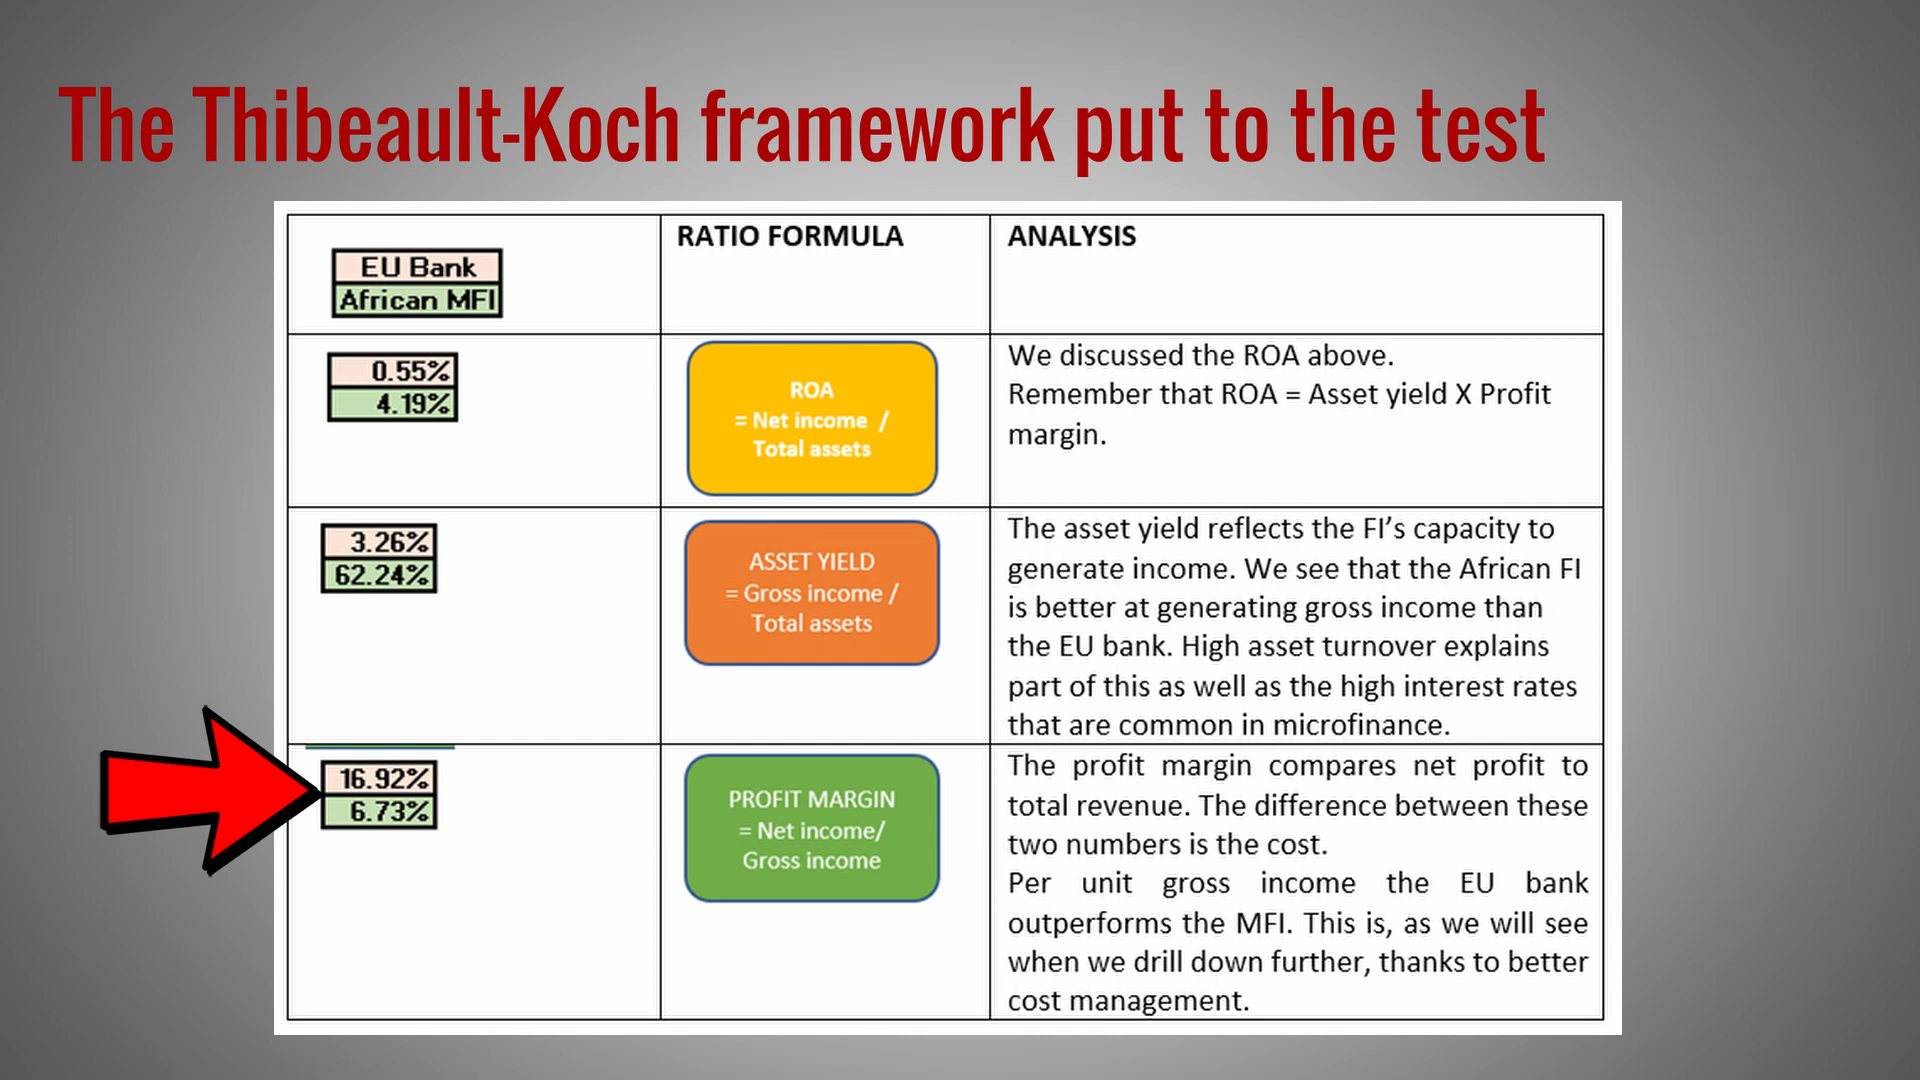 The Thibeault-Koch framework put to the test
EU Bank
African MFI
RATIO FORMULA
ANALYSIS
0.55%
4.19%
ROA
= Net income /
Total assets
We discussed the ROA above.
Remember that ROA = Asset yield X Profit
margin.
3.26%
62.24%
ASSET YIELD
= Gross income /
Total assets
The asset yield reflects the FI’s capacity to
generate income. We see that the African FI
is better at generating gross income than
the EU bank. High asset turnover explains
part of this as well as the high interest rates
that are common in microfinance.
16.92%
6.73%
PROFIT MARGIN
= Net income/
Gross income
The profit margin compares net profit to
total revenue. The difference between these
two numbers is the cost.
Per unit gross income the EU bank
outperforms the MFI. This is, as we will see
when we drill down further, thanks to better
cost management.